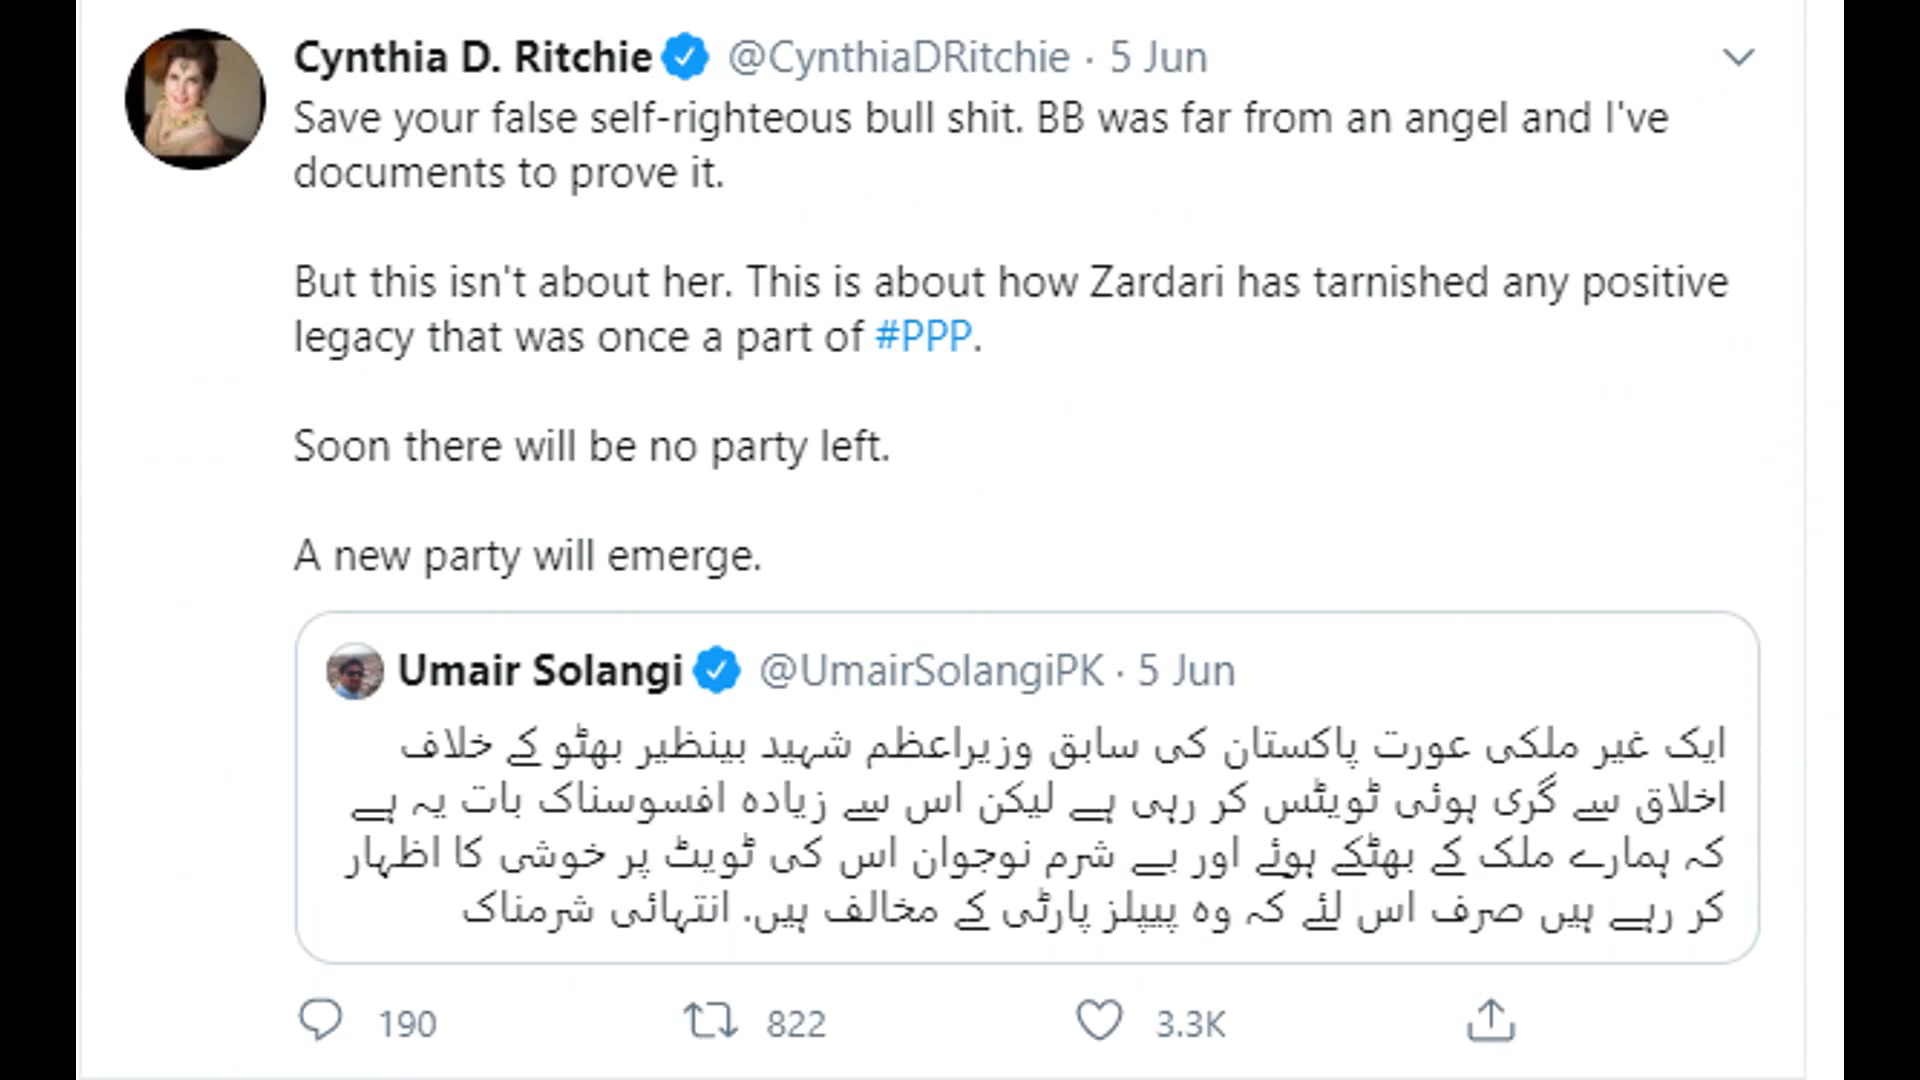 Cynthia D. Ritchie @CynthiaDRitchie · 5 Jun
Save your false self-righteous bull shit. BB was far from an angel and I've
documents to prove it.
But this isn't about her. This is about how Zardari has tarnished any positive
legacy that was once a part of #PPP.
Soon there will be no party left.
A new party will emerge.
Umair Solangi @UmairSolangiPK · 5 Jun
ایک غیر ملکی عورت پاکستان کی سابق وزیراعظم شہید بینظیر بھٹو کے خلاف
اخلاق سے گری ہوئی ٹویٹس کر رہی ہے لیکن اس سے زیادہ افسوسناک بات یہ ہے
کہ ہمارے ملک کے بھٹکے ہوئے اور بے شرم نوجوان اس کی ٹویٹ پر خوشی کا اظہار
کر رہے ہیں صرف اس لئے کہ وہ پیپلز پارٹی کے مخالف ہیں. انتہائی شرمناک
190 822 3.3K